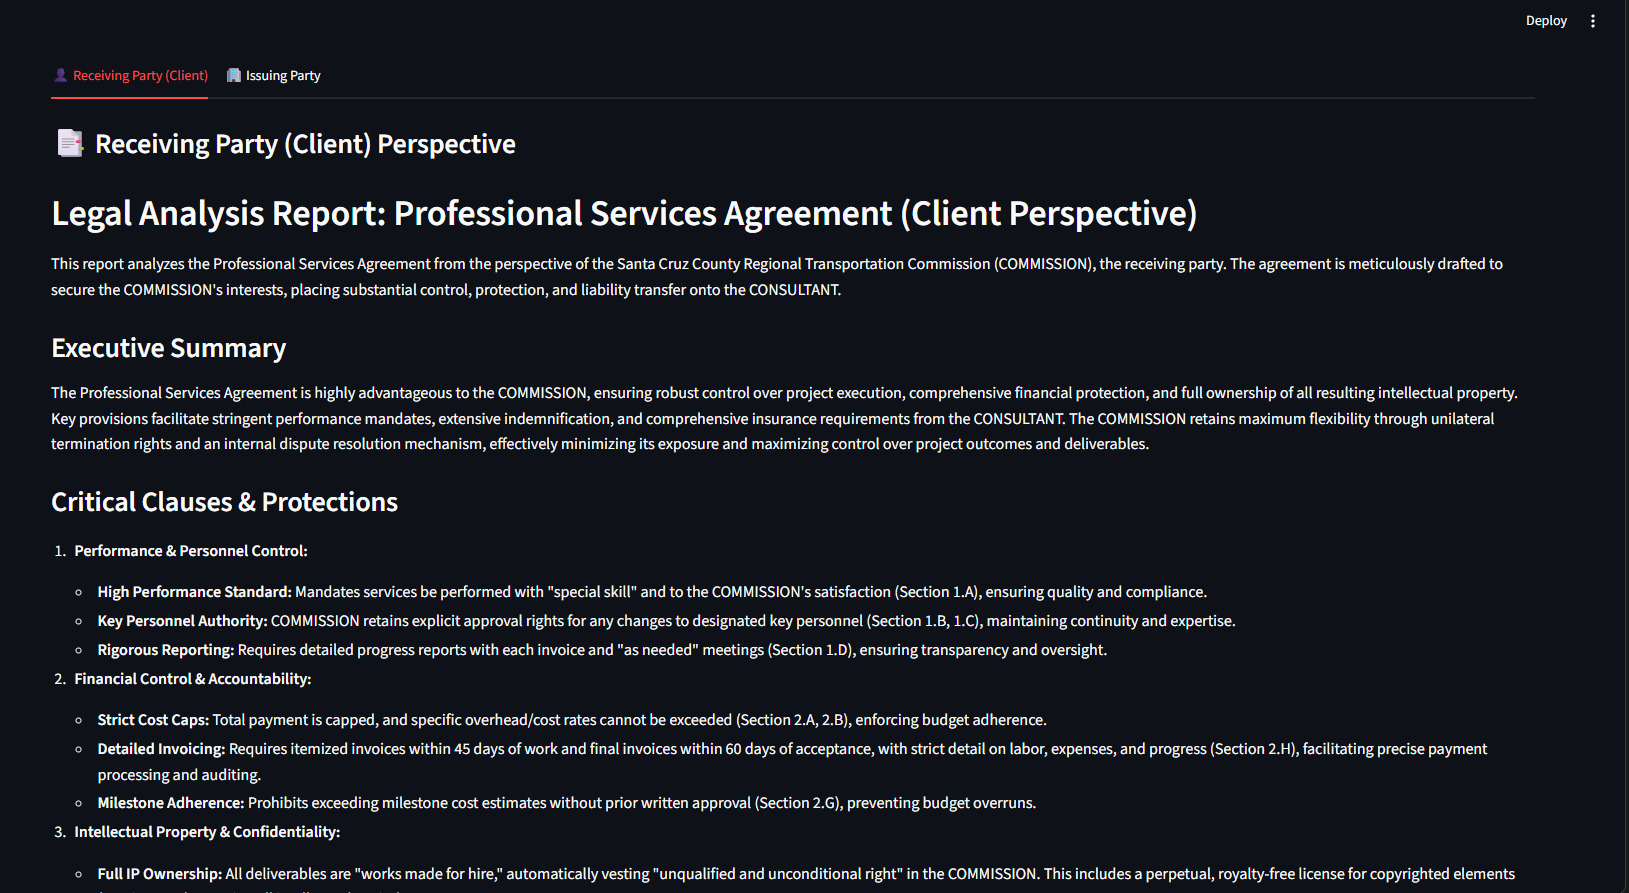 Deploy
Receiving Party (Client)
Issuing Party
Receiving Party (Client) Perspective
Legal Analysis Report: Professional Services Agreement (Client Perspective)
This report analyzes the Professional Services Agreement from the perspective of the Santa Cruz County Regional Transportation Commission (COMMISSION), the receiving party. The agreement is meticulously drafted to
secure the COMMISSION's interests, placing substantial control, protection, and liability transfer onto the CONSULTANT.
Executive Summary
The Professional Services Agreement is highly advantageous to the COMMISSION, ensuring robust control over project execution, comprehensive financial protection, and full ownership of all resulting intellectual property.
Key provisions facilitate stringent performance mandates, extensive indemnification, and comprehensive insurance requirements from the CONSULTANT. The COMMISSION retains maximum flexibility through unilateral
termination rights and an internal dispute resolution mechanism, effectively minimizing its exposure and maximizing control over project outcomes and deliverables.
Critical Clauses & Protections
1. Performance & Personnel Control:
High Performance Standard: Mandates services be performed with "special skill" and to the COMMISSION's satisfaction (Section 1.A), ensuring quality and compliance.
Key Personnel Authority: COMMISSION retains explicit approval rights for any changes to designated key personnel (Section 1.B, 1.C), maintaining continuity and expertise.
Rigorous Reporting: Requires detailed progress reports with each invoice and "as needed" meetings (Section 1.D), ensuring transparency and oversight.
2. Financial Control & Accountability:
Strict Cost Caps: Total payment is capped, and specific overhead/cost rates cannot be exceeded (Section 2.A, 2.B), enforcing budget adherence.
Detailed Invoicing: Requires itemized invoices within 45 days of work and final invoices within 60 days of acceptance, with strict detail on labor, expenses, and progress (Section 2.H), facilitating precise payment
processing and auditing.
Milestone Adherence: Prohibits exceeding milestone cost estimates without prior written approval (Section 2.G), preventing budget overruns.
3. Intellectual Property & Confidentiality:
Full IP Ownership: All deliverables are "works made for hire," automatically vesting "unqualified and unconditional right" in the COMMISSION. This includes a perpetual, royalty-free license for copyrighted elements